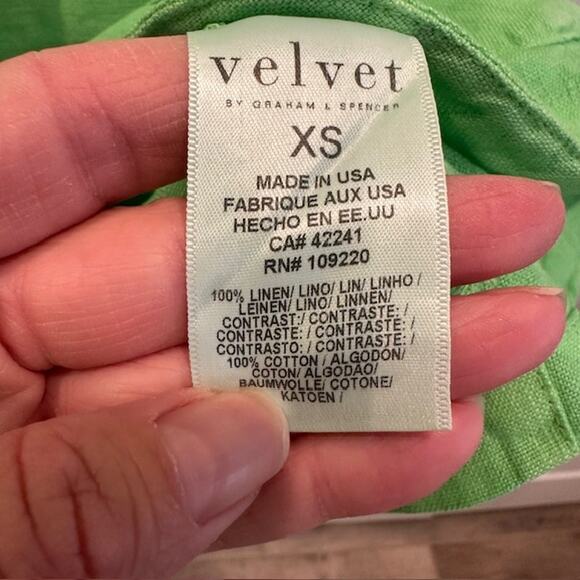 velvet
BY GRAHAM & SPENCER
XS
MADE IN USA
FABRIQUE AUX USA
HECHO EN EE.UU
CA# 42241
RN# 109220
100% LINEN/ LINO/ LIN/ LINHO /
LEINEN/ LINO/ LINNEN/
CONTRAST:/ CONTRASTE: /
CONTRASTE: / CONTRASTE: /
CONTRASTO: / CONTRASTE: /
100% COTTON / ALGODON/
COTON/ ALGODAO/
BAUMWOLLE/ COTONE/
KATOEN /